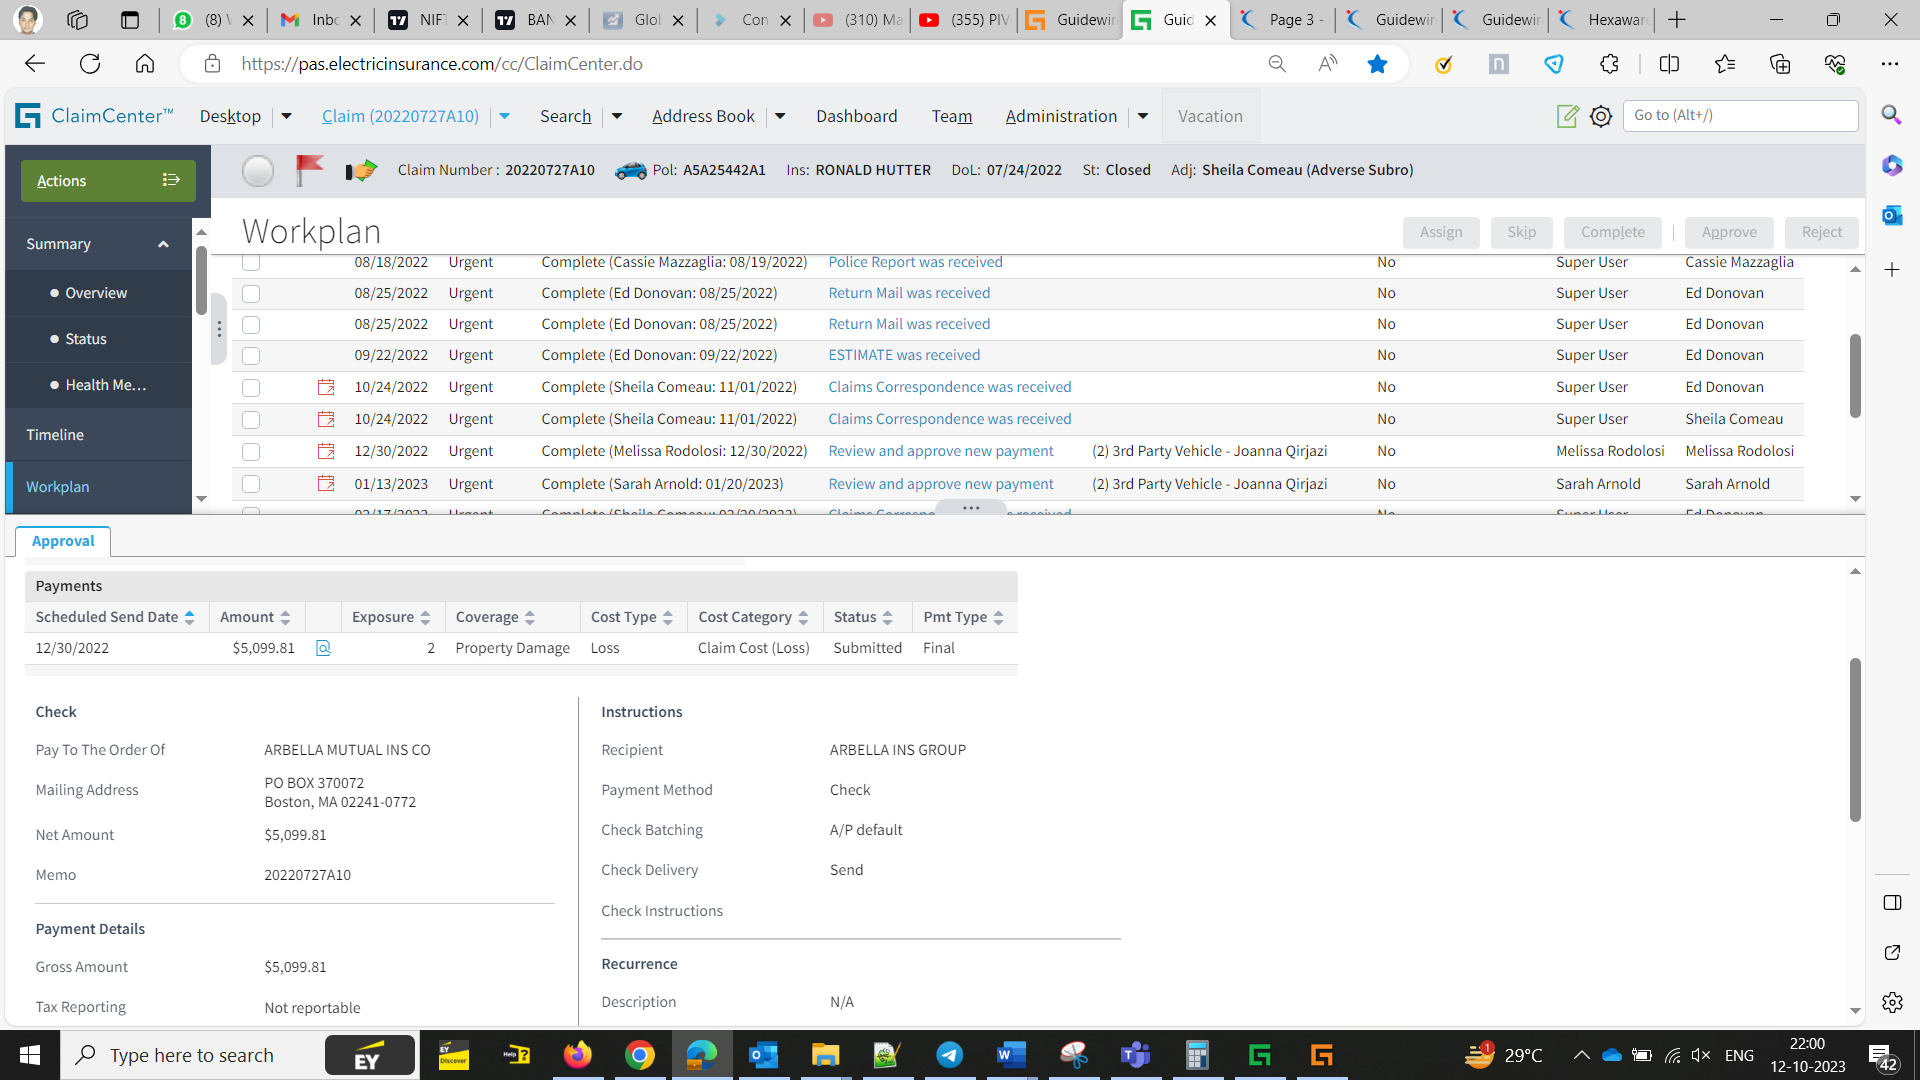 (8) W
Inbo
NIFT
BAN
Glob
Con
(310) Ma
(355) PIV
Guidewir
Guid
Page 3 -
Guidewir
Guidewir
Hexawar
https://pas.electricinsurance.com/cc/ClaimCenter.do
ClaimCenter™ Desktop Claim (20220727A10) Search Address Book Dashboard Team Administration Vacation Go to (Alt+/)
Actions
Claim Number : 20220727A10 Pol: A5A25442A1 Ins: RONALD HUTTER DoL: 07/24/2022 St: Closed Adj: Sheila Comeau (Adverse Subro)
Summary
Overview
Status
Health Me...
Timeline
Workplan
Workplan
Assign Skip Complete Approve Reject
08/18/2022 Urgent Complete (Cassie Mazzaglia: 08/19/2022) Police Report was received No Super User Cassie Mazzaglia
08/25/2022 Urgent Complete (Ed Donovan: 08/25/2022) Return Mail was received No Super User Ed Donovan
08/25/2022 Urgent Complete (Ed Donovan: 08/25/2022) Return Mail was received No Super User Ed Donovan
09/22/2022 Urgent Complete (Ed Donovan: 09/22/2022) ESTIMATE was received No Super User Ed Donovan
10/24/2022 Urgent Complete (Sheila Comeau: 11/01/2022) Claims Correspondence was received No Super User Ed Donovan
10/24/2022 Urgent Complete (Sheila Comeau: 11/01/2022) Claims Correspondence was received No Super User Sheila Comeau
12/30/2022 Urgent Complete (Melissa Rodolosi: 12/30/2022) Review and approve new payment (2) 3rd Party Vehicle - Joanna Qirjazi No Melissa Rodolosi Melissa Rodolosi
01/13/2023 Urgent Complete (Sarah Arnold: 01/20/2023) Review and approve new payment (2) 3rd Party Vehicle - Joanna Qirjazi No Sarah Arnold Sarah Arnold
Approval
Payments
Scheduled Send Date Amount Exposure Coverage Cost Type Cost Category Status Pmt Type
12/30/2022 $5,099.81 2 Property Damage Loss Claim Cost (Loss) Submitted Final
Check
Pay To The Order Of ARBELLA MUTUAL INS CO
Mailing Address PO BOX 370072
Boston, MA 02241-0772
Net Amount $5,099.81
Memo 20220727A10
Payment Details
Gross Amount $5,099.81
Tax Reporting Not reportable
Instructions
Recipient ARBELLA INS GROUP
Payment Method Check
Check Batching A/P default
Check Delivery Send
Check Instructions
Recurrence
Description N/A
Type here to search
EY
EY
Discover
Help?
29°C
ENG
22:00
12-10-2023
42